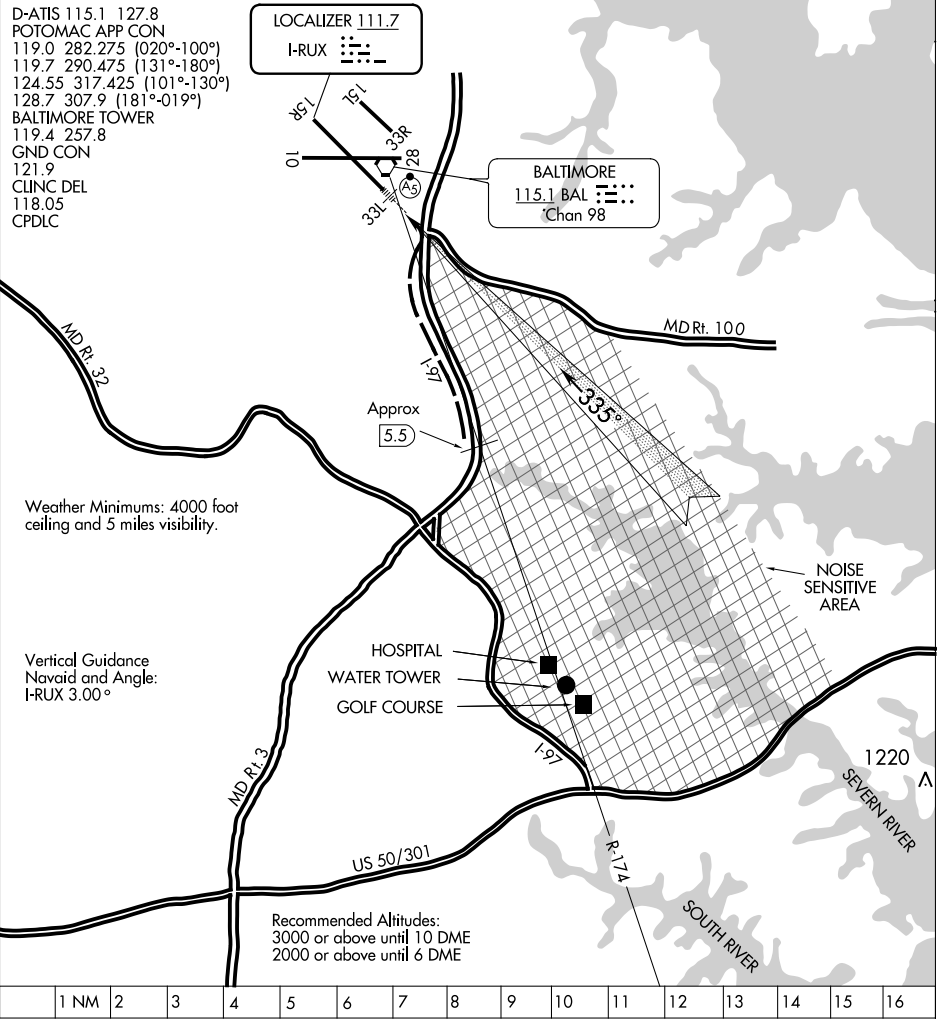 D-ATIS 115.1 127.8
POTOMAC APP CON
119.0 282.275 (020°-100°)
119.7 290.475 (131°-180°)
124.55 317.425 (101°-130°)
128.7 307.9 (181°-019°)
BALTIMORE TOWER
119.4 257.8
GND CON
121.9
CLNC DEL
118.05
CPDLC
LOCALIZER 111.7
I-RUX
15R
15L
33R
10
28
A5
33L
BALTIMORE
115.1 BAL
Chan 98
MD Rt. 32
I-97
MD Rt. 100
335°
Approx
5.5
Weather Minimums: 4000 foot
ceiling and 5 miles visibility.
NOISE
SENSITIVE
AREA
Vertical Guidance
Navaid and Angle:
I-RUX 3.00°
HOSPITAL
WATER TOWER
GOLF COURSE
I-97
MD Rt. 3
1220
SEVERN RIVER
US 50/301
R-174
SOUTH RIVER
Recommended Altitudes:
3000 or above until 10 DME
2000 or above until 6 DME
1 NM 2 3 4 5 6 7 8 9 10 11 12 13 14 15 16